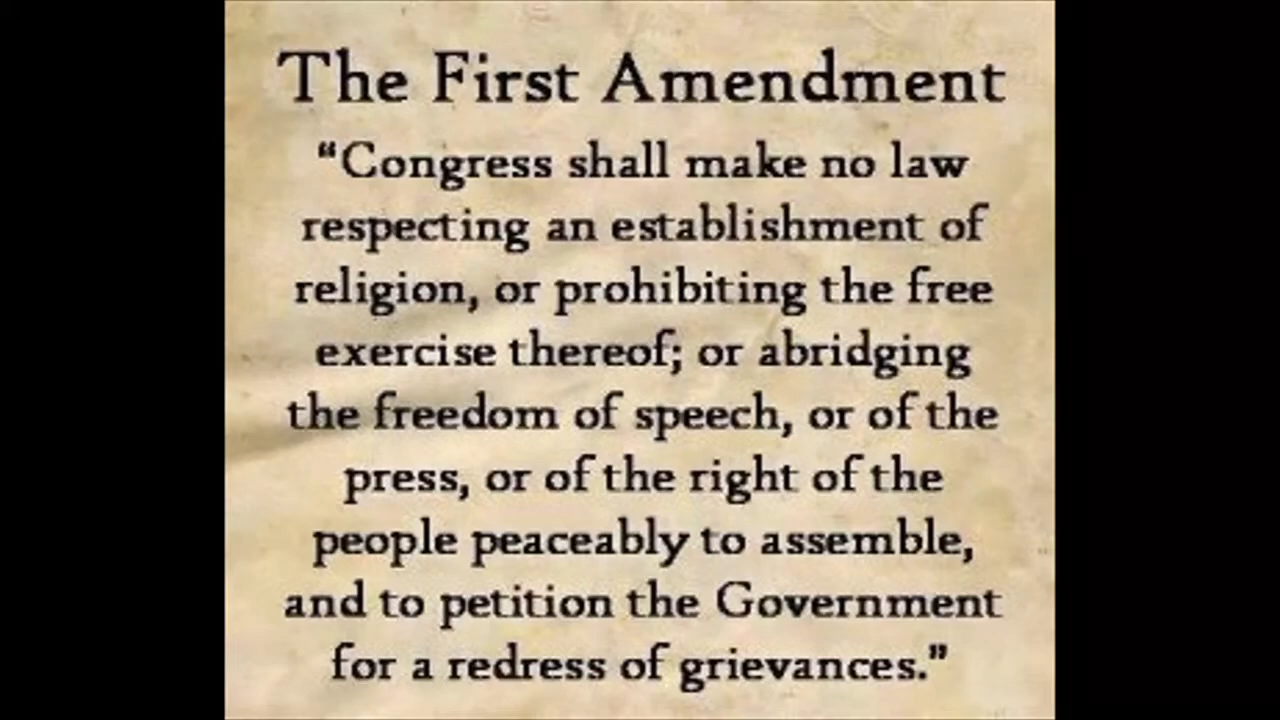 The First Amendment
“Congress shall make no law
respecting an establishment of
religion, or prohibiting the free
exercise thereof; or abridging
the freedom of speech, or of the
press, or of the right of the
people peaceably to assemble,
and to petition the Government
for a redress of grievances.”